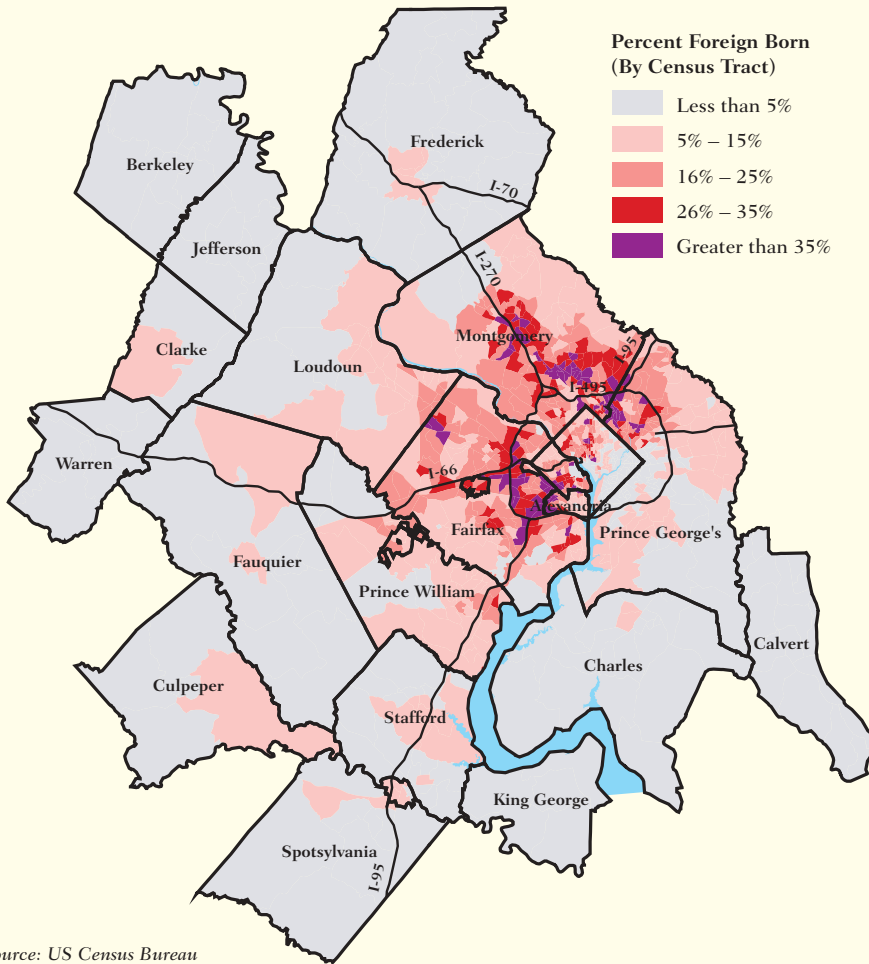 Percent Foreign Born
(By Census Tract)
Less than 5%
5% – 15%
16% – 25%
26% – 35%
Greater than 35%
Frederick
Berkeley
I-70
Jefferson
I-270
Montgomery
Clarke
I-95
Loudoun
I-495
Warren
I-66
Alexandria
Fairfax
Prince George's
Fauquier
Prince William
Calvert
Charles
Culpeper
Stafford
King George
Spotsylvania
I-95
ource: US Census Bureau